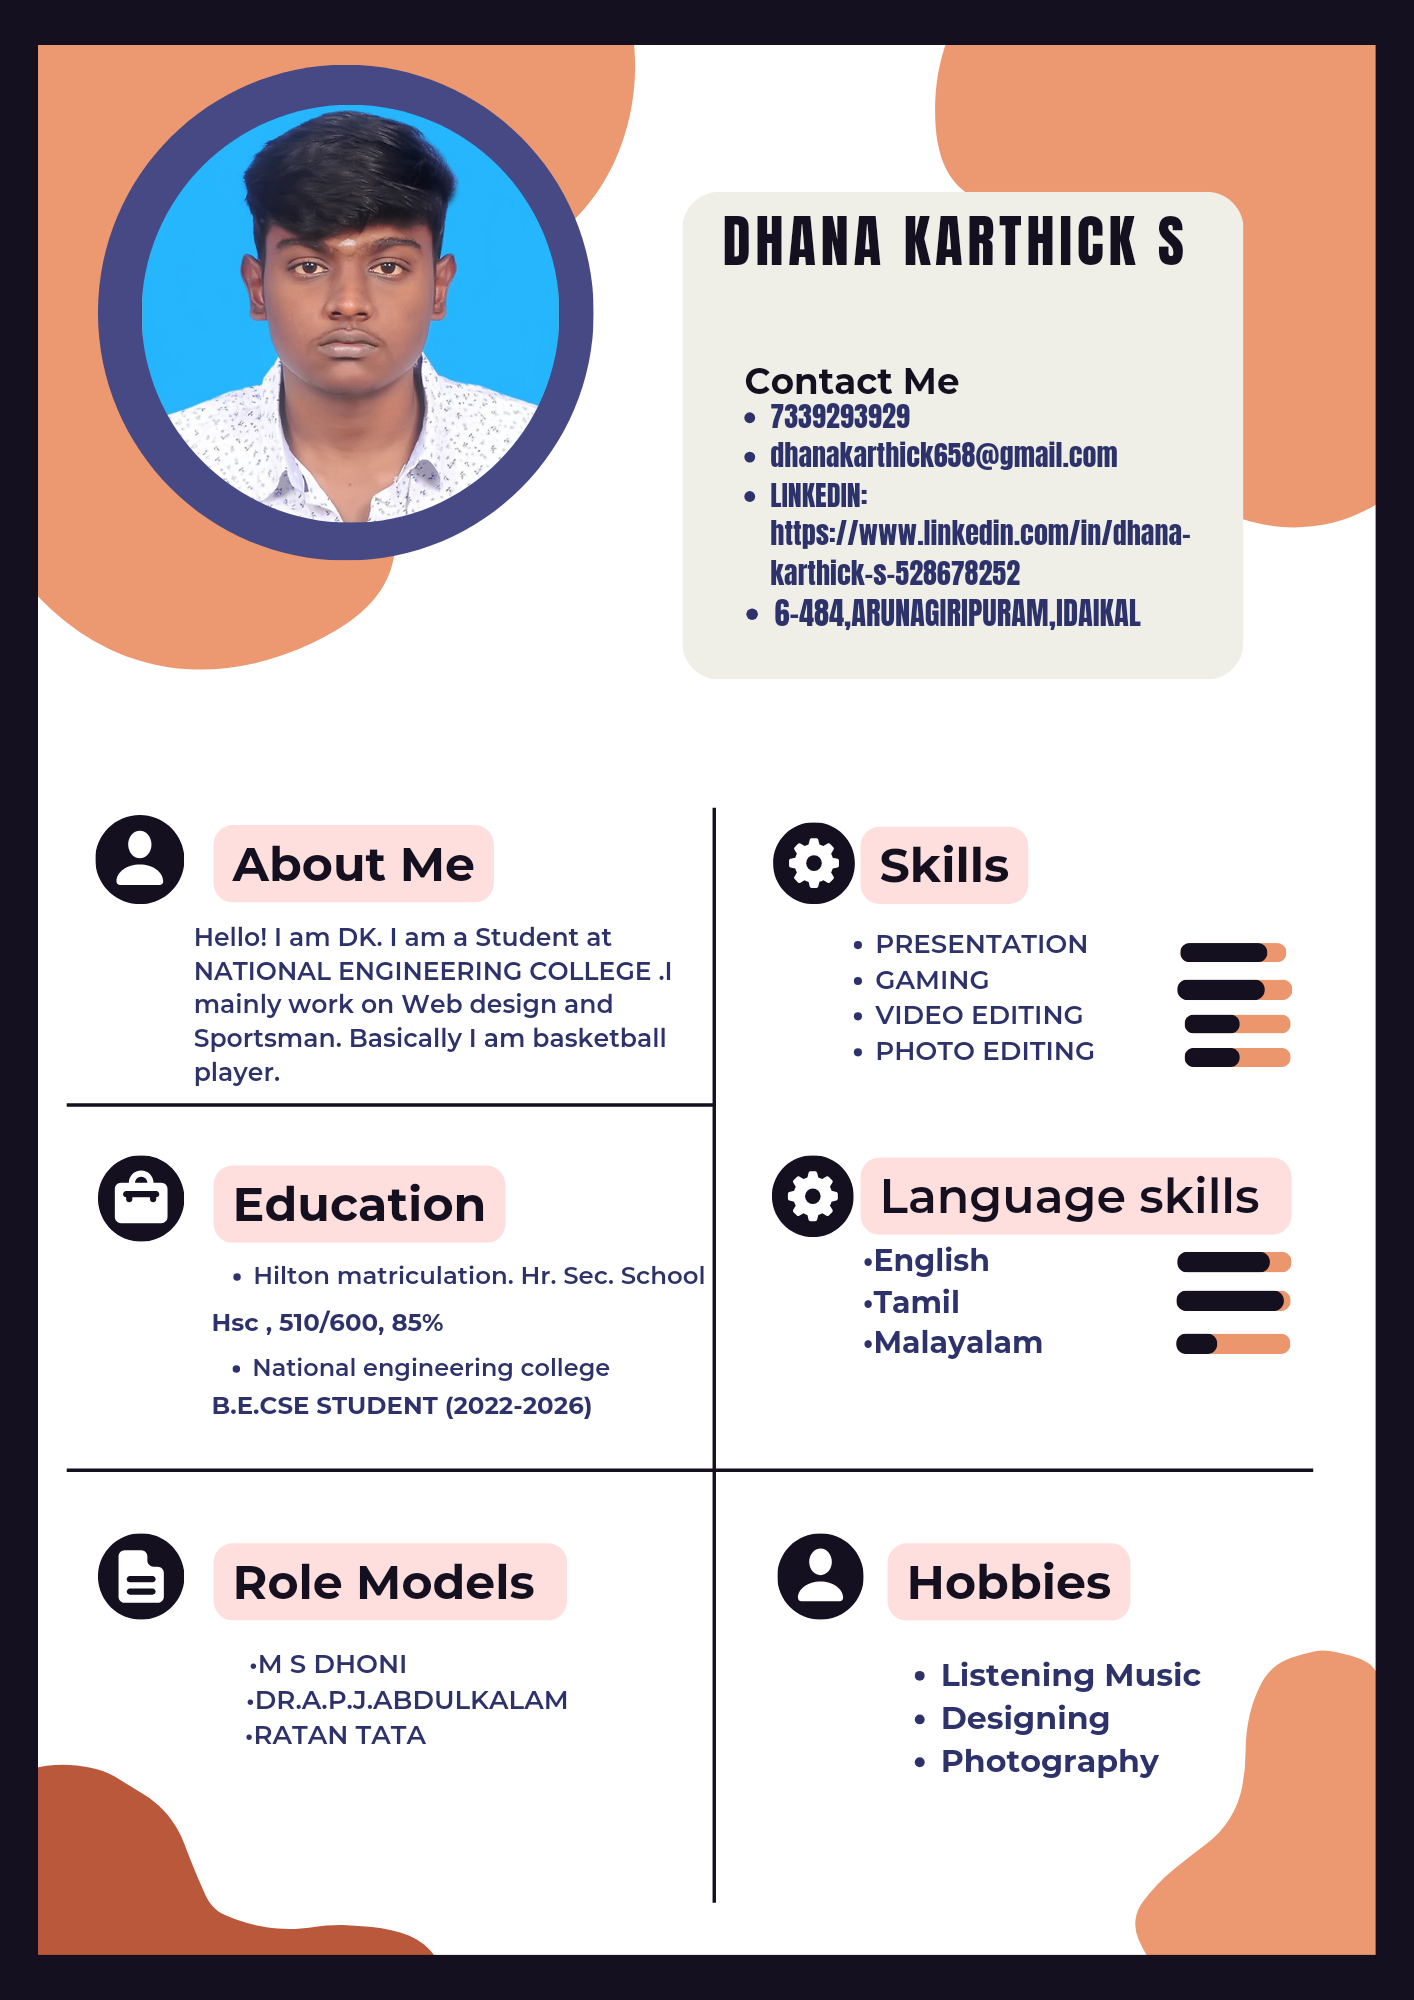 DHANA KARTHICK S
Contact Me
• 7339293929
• dhanakarthick658@gmail.com
• LINKEDIN:
https://www.linkedin.com/in/dhana-
karthick-s-528678252
• 6-484,ARUNAGIRIPURAM,IDAIKAL
About Me
Hello! I am DK. I am a Student at
NATIONAL ENGINEERING COLLEGE .I
mainly work on Web design and
Sportsman. Basically I am basketball
player.
Skills
• PRESENTATION
• GAMING
• VIDEO EDITING
• PHOTO EDITING
Education
• Hilton matriculation. Hr. Sec. School
Hsc , 510/600, 85%
• National engineering college
B.E.CSE STUDENT (2022-2026)
Language skills
•English
•Tamil
•Malayalam
Role Models
•M S DHONI
•DR.A.P.J.ABDULKALAM
•RATAN TATA
Hobbies
• Listening Music
• Designing
• Photography